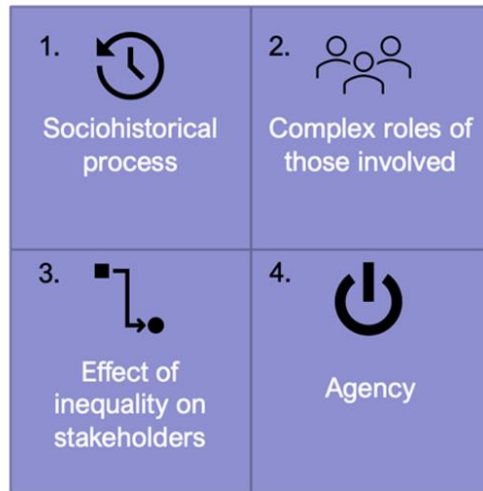 1.
Sociohistorical
process
2.
Complex roles of
those involved
3.
Effect of
inequality on
stakeholders
4.
Agency